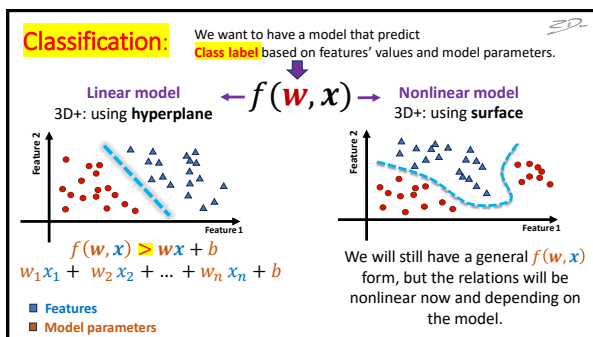 Classification:
We want to have a model that predict
Class label based on features' values and model parameters.
Linear model
3D+: using hyperplane
f(w, x)
Nonlinear model
3D+: using surface
Feature 2
Feature 1
Feature 2
Feature 1
f(w, x) > wx + b
w₁x₁ + w₂x₂ + ... + wₙxₙ + b
We will still have a general f(w, x)
form, but the relations will be
nonlinear now and depending on
the model.
Features
Model parameters